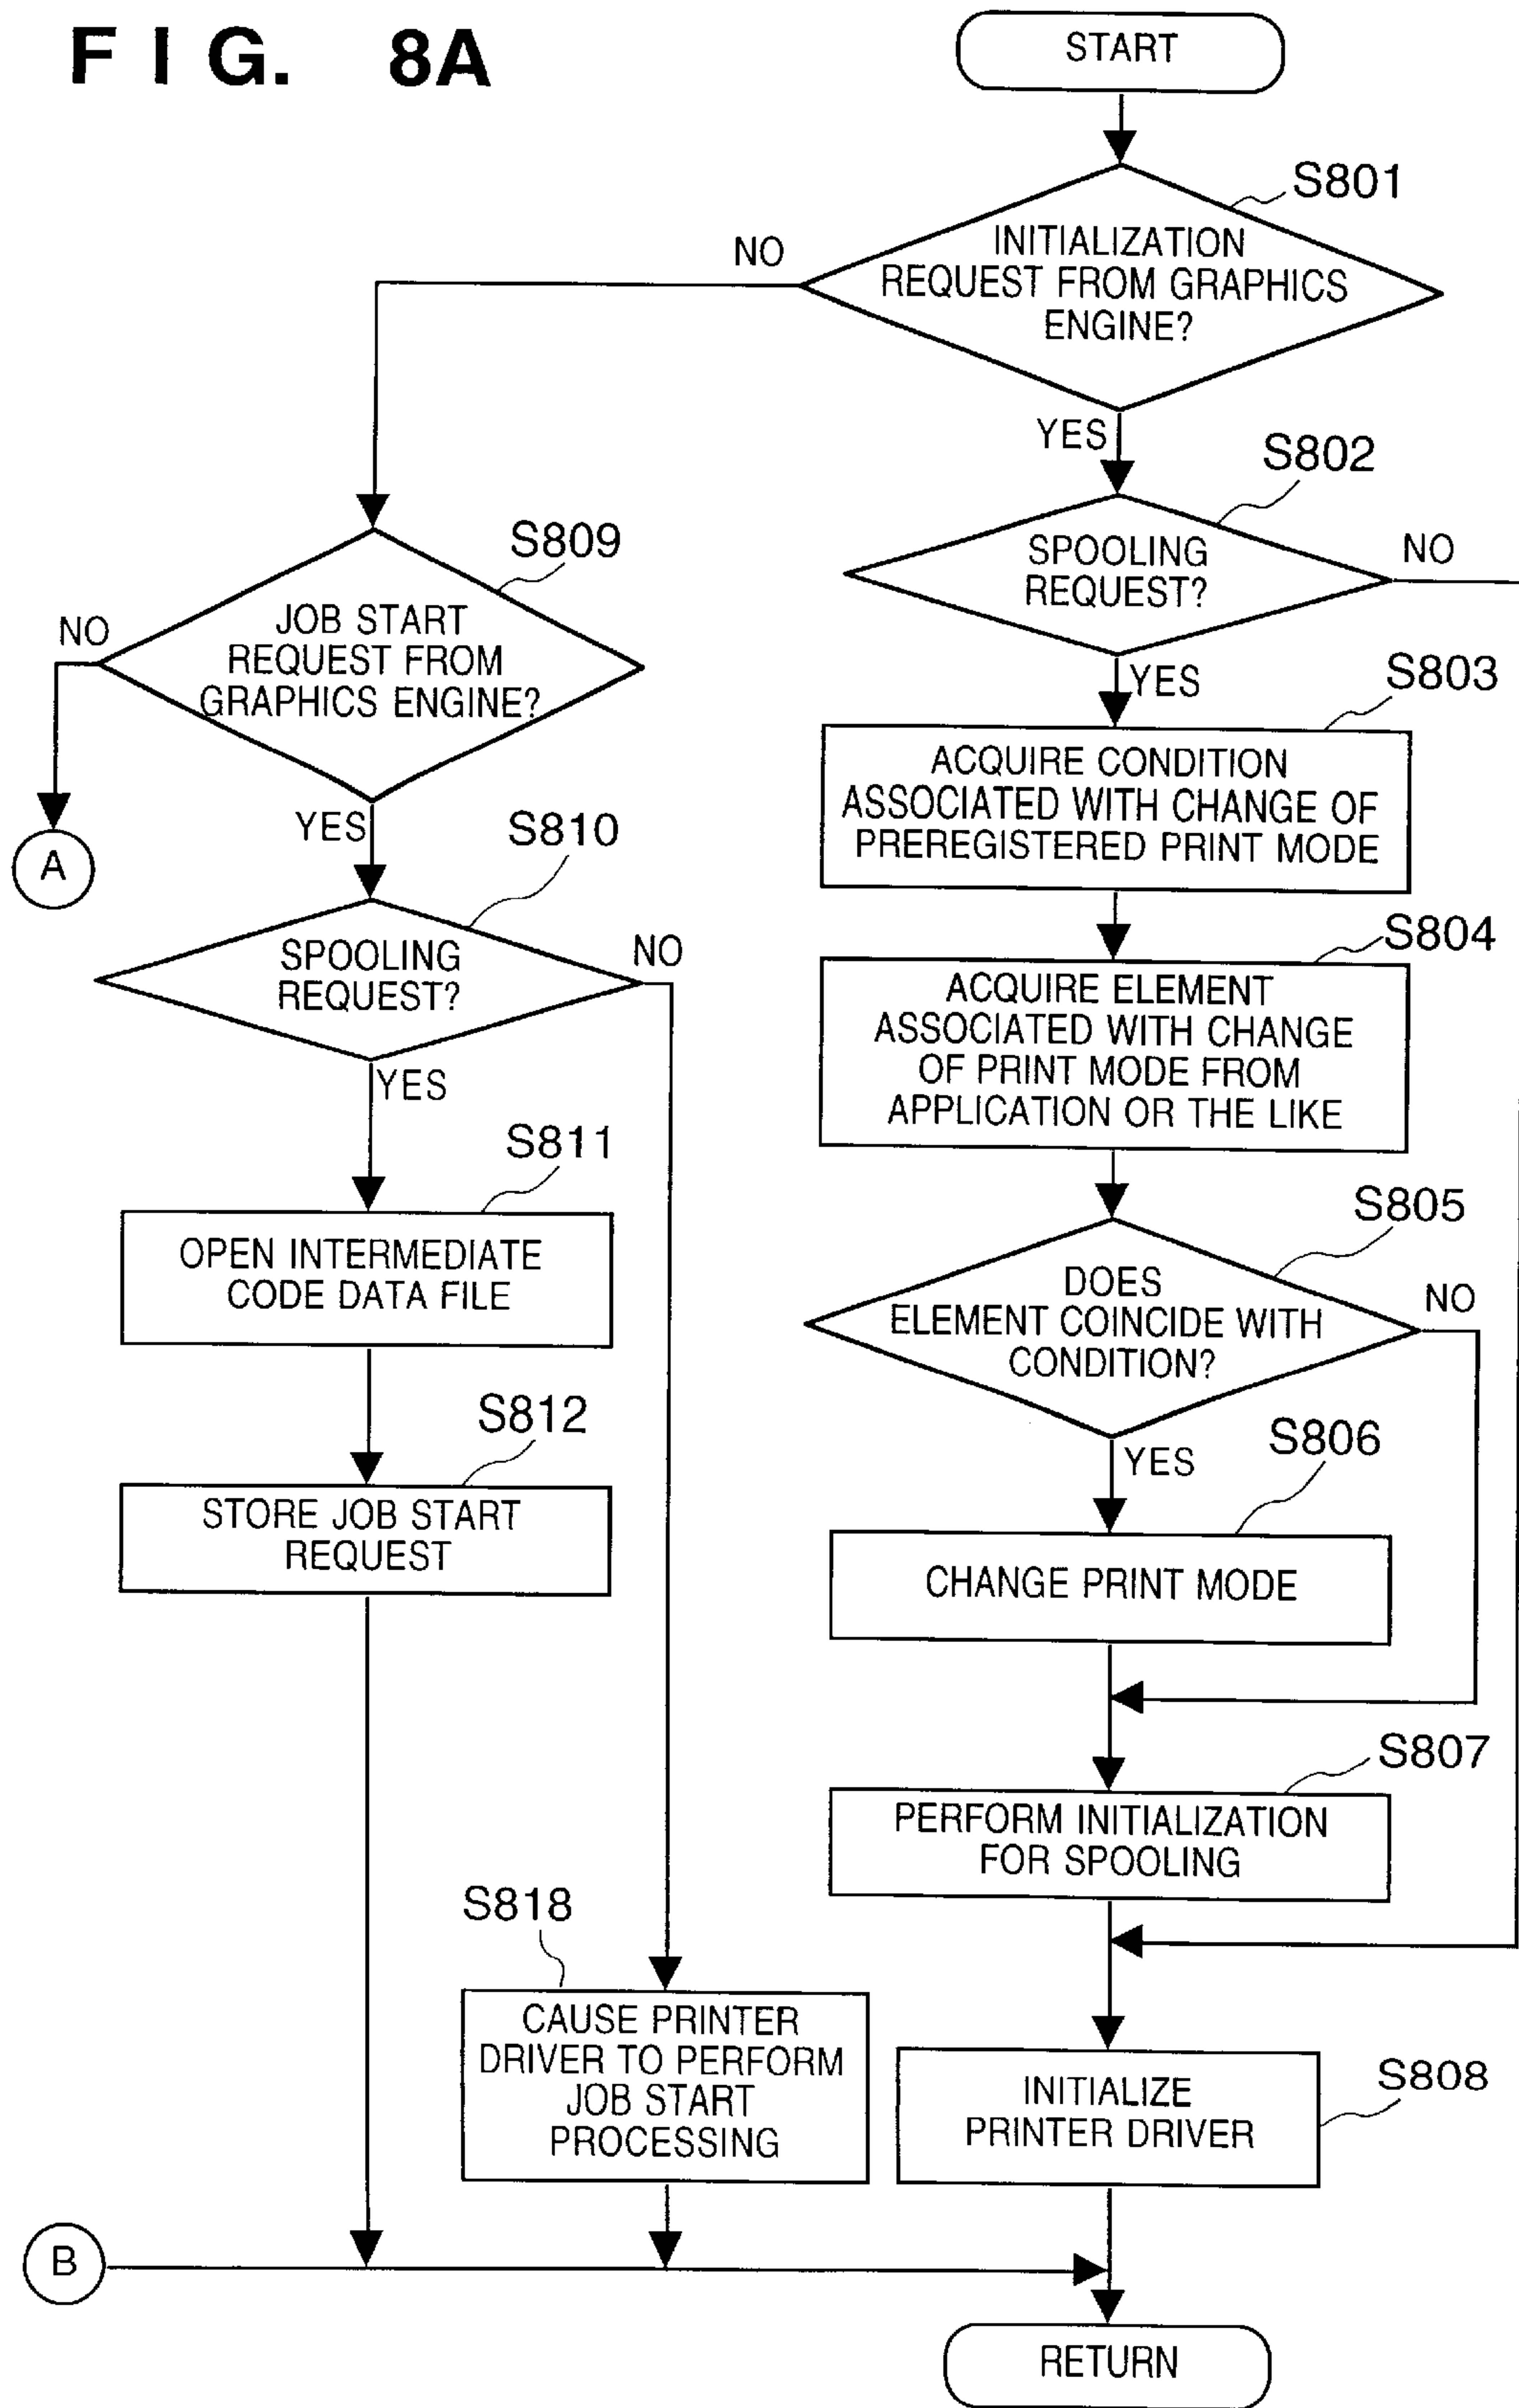 FIG. 8A
START
S801
INITIALIZATION
REQUEST FROM GRAPHICS
ENGINE?
NO
YES
S802
SPOOLING
REQUEST?
NO
YES
S803
ACQUIRE CONDITION
ASSOCIATED WITH CHANGE OF
PREREGISTERED PRINT MODE
S804
ACQUIRE ELEMENT
ASSOCIATED WITH CHANGE
OF PRINT MODE FROM
APPLICATION OR THE LIKE
S805
DOES
ELEMENT COINCIDE WITH
CONDITION?
NO
YES
S806
CHANGE PRINT MODE
S807
PERFORM INITIALIZATION
FOR SPOOLING
S808
INITIALIZE
PRINTER DRIVER
S809
JOB START
REQUEST FROM
GRAPHICS ENGINE?
NO
A
YES
S810
SPOOLING
REQUEST?
NO
YES
S811
OPEN INTERMEDIATE
CODE DATA FILE
S812
STORE JOB START
REQUEST
S818
CAUSE PRINTER
DRIVER TO PERFORM
JOB START
PROCESSING
B
RETURN